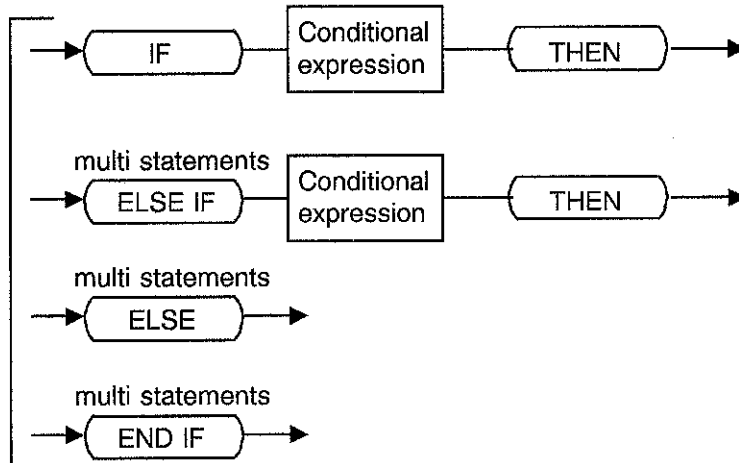 IF Conditional expression THEN
multi statements
ELSE IF Conditional expression THEN
multi statements
ELSE
multi statements
END IF